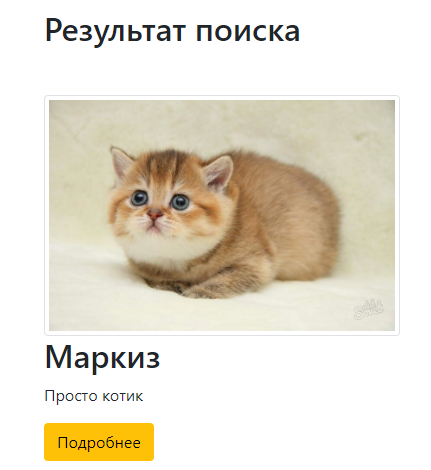 Результат поиска
Маркиз
Просто котик
Подробнее